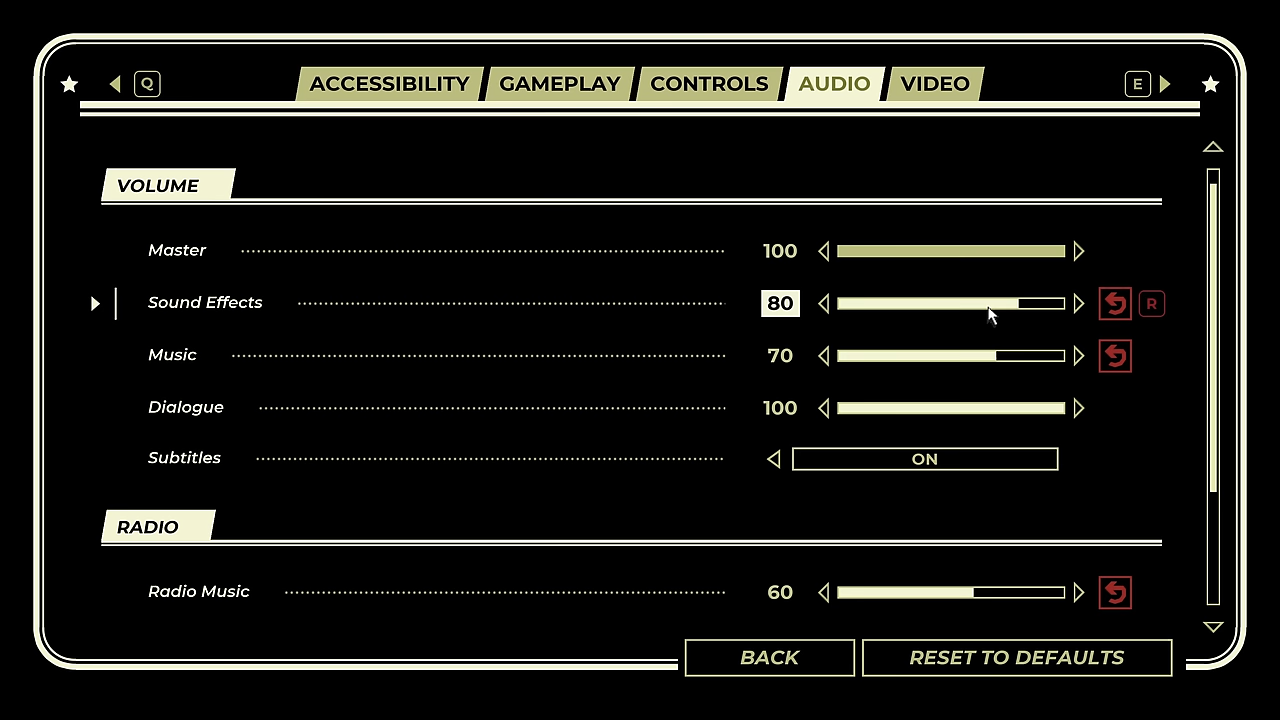 Q ACCESSIBILITY GAMEPLAY CONTROLS AUDIO VIDEO E
VOLUME
Master 100
Sound Effects 80 R
Music 70
Dialogue 100
Subtitles ON
RADIO
Radio Music 60
BACK RESET TO DEFAULTS